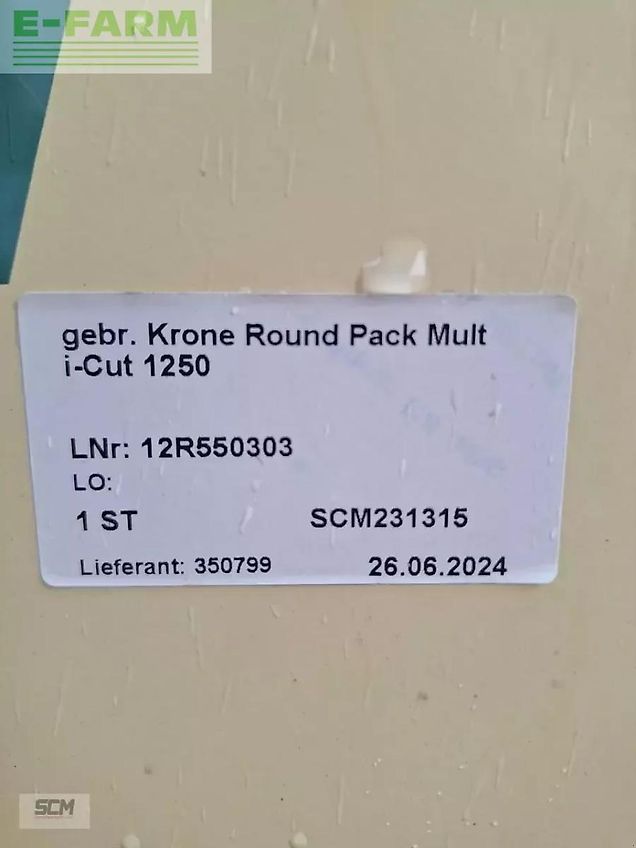 E-FARM
gebr. Krone Round Pack Mult
i-Cut 1250
LNr: 12R550303
LO:
1 ST SCM231315
Lieferant: 350799 26.06.2024
SCM